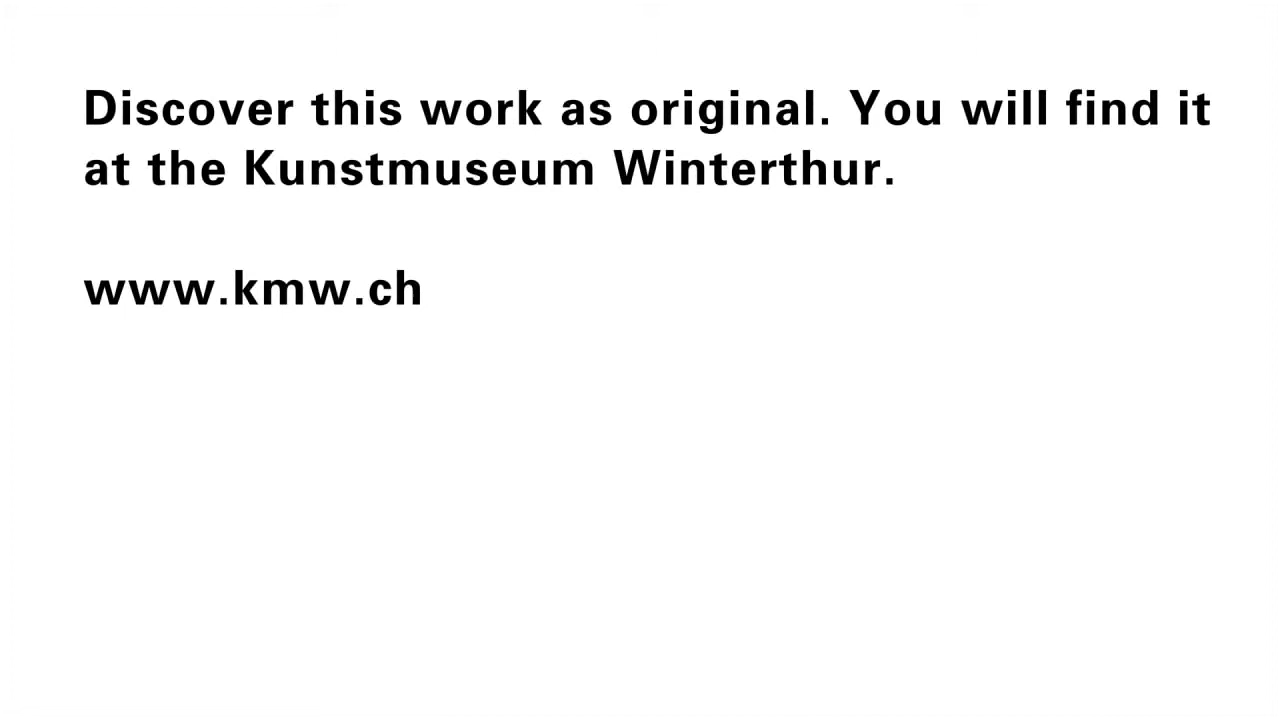 Discover this work as original. You will find it
at the Kunstmuseum Winterthur.
www.kmw.ch